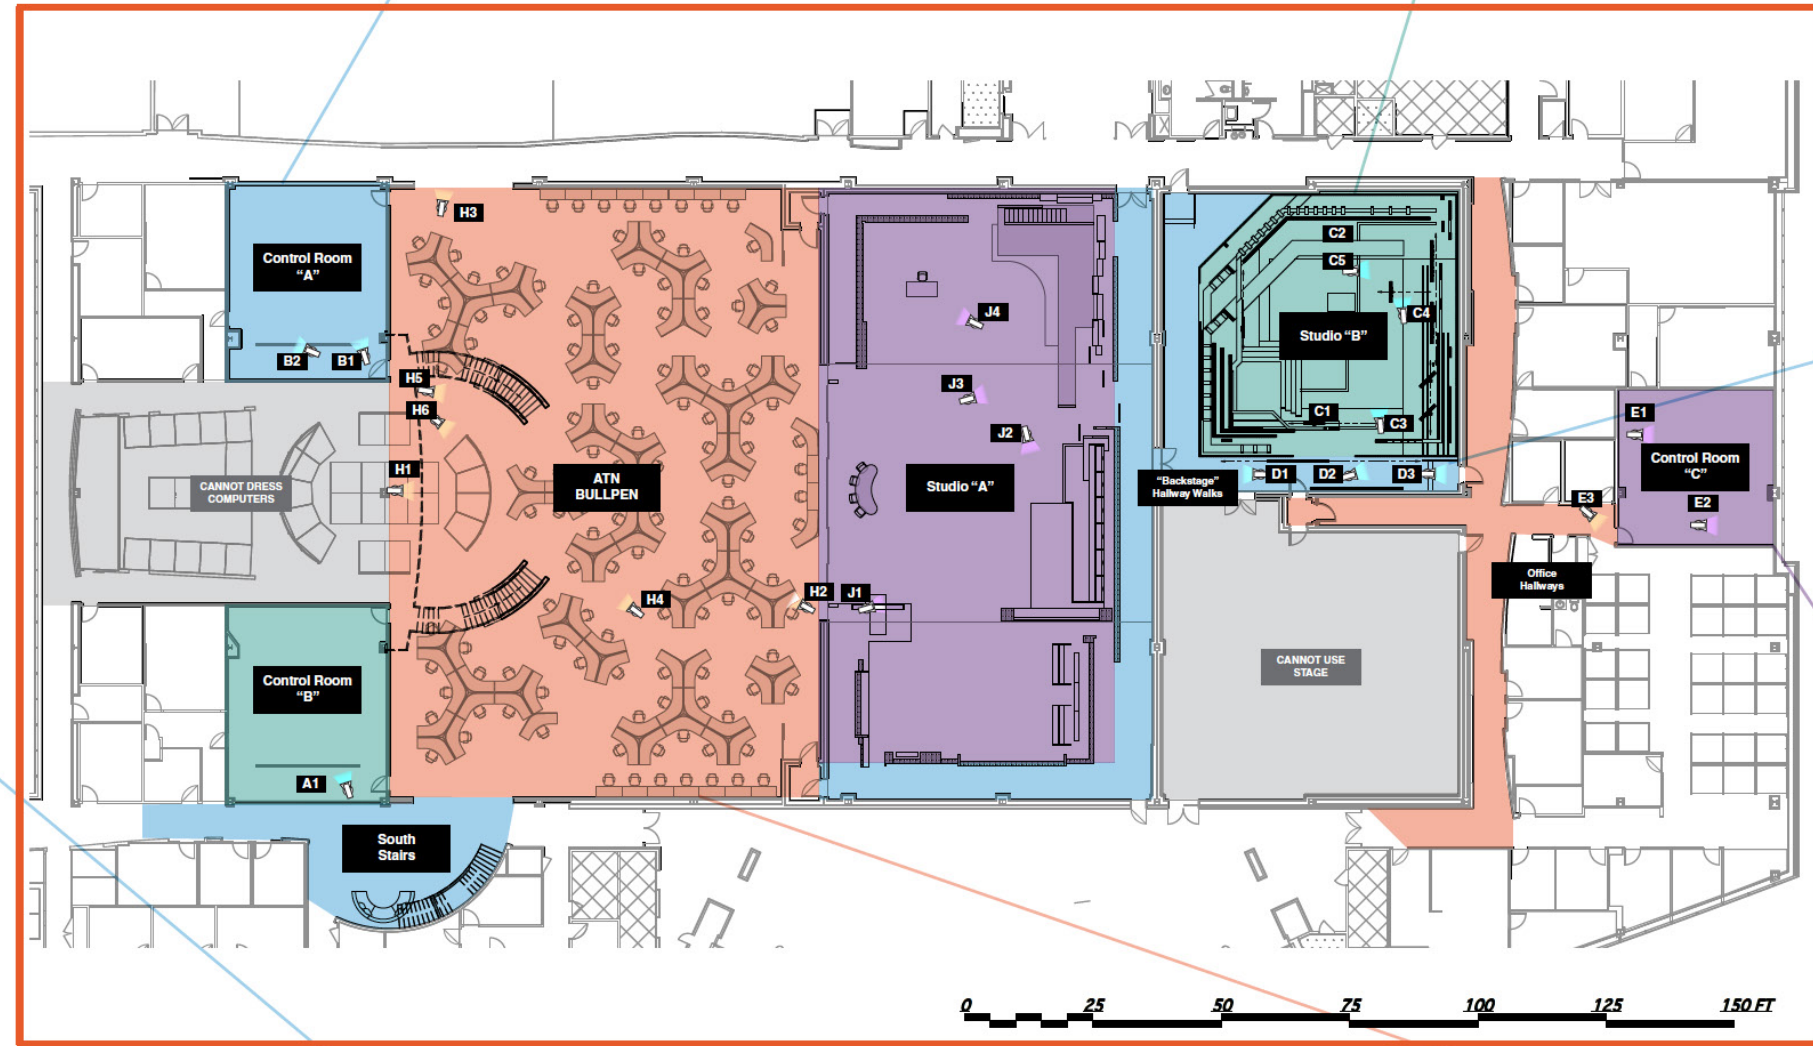 H3
Control Room
“A”
C2
C5
J4
C4
Studio “B”
B2
B1
H5
J3
H6
C1
C3
E1
J2
Control Room
“C”
H1
ATN
BULLPEN
CANNOT DRESS
COMPUTERS
Studio “A”
“Backstage”
Hallway Walks
D1
D2
D3
E3
E2
Office
Hallways
H4
H2
J1
CANNOT USE
STAGE
Control Room
“B”
A1
South
Stairs
0 25 50 75 100 125 150 FT